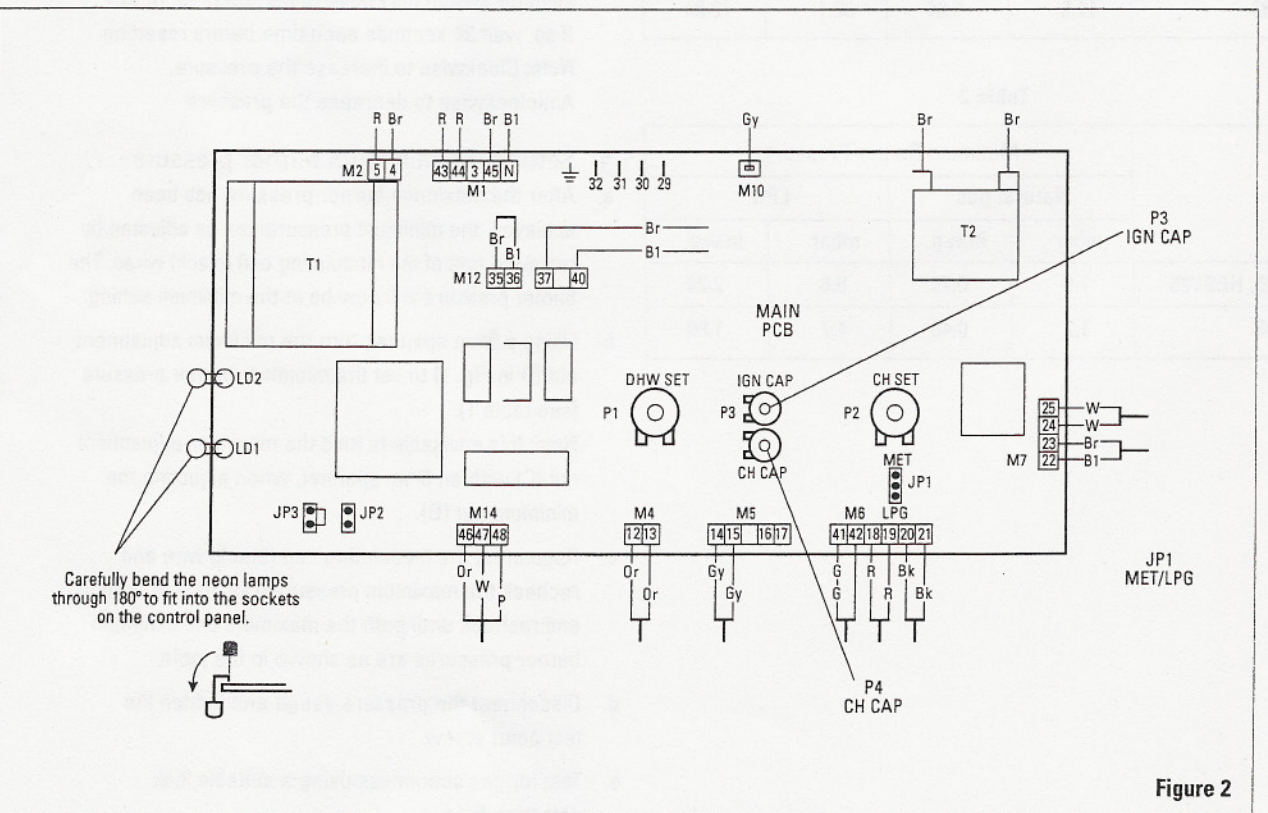 R Br R R Br B1 Gy Br Br
M2 5 4 43 44 3 45 N
M1
32 31 30 29
M10
T1
T2
P3
IGN CAP
Br
B1
Br
B1
M12 35 36 37 40
MAIN
PCB
LD2
LD1
DHW SET
P1
IGN CAP
P3
CH CAP
CH SET
P2
MET
JP1
LPG
25 W
24 W
23 Br
22 B1
M7
JP3
JP2
M14
46 47 48
M4
12 13
M5
14 15 16 17
M6
41 42 18 19 20 21
Or
W
P
Or
Or
Gy
Gy
G R Bk
G R Bk
JP1
MET/LPG
Carefully bend the neon lamps
through 180° to fit into the sockets
on the control panel.
P4
CH CAP
Figure 2